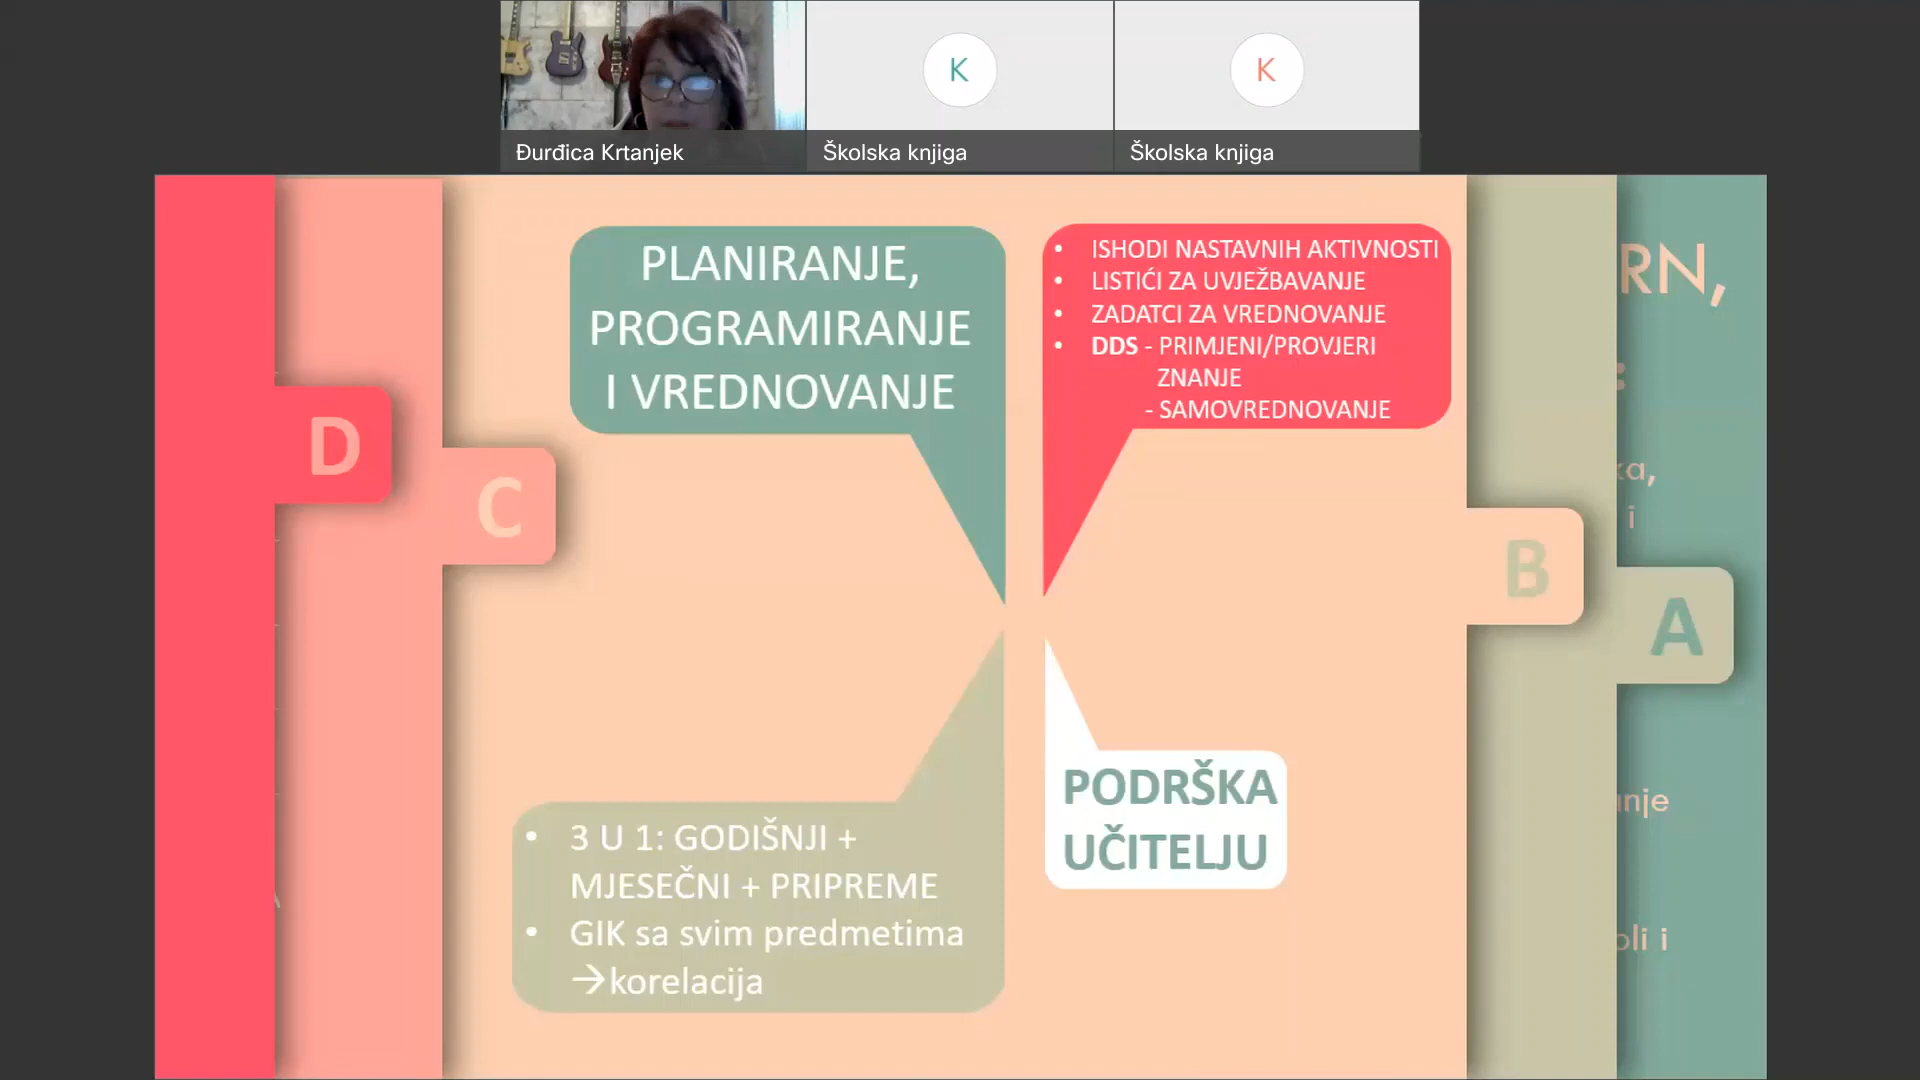 K
K
Đurđica Krtanjek
Školska knjiga
Školska knjiga
PLANIRANJE,
PROGRAMIRANJE
I VREDNOVANJE
• ISHODI NASTAVNIH AKTIVNOSTI
• LISTIĆI ZA UVJEŽBAVANJE
• ZADATCI ZA VREDNOVANJE
• DDS - PRIMJENI/PROVJERI
ZNANJE
- SAMOVREDNOVANJE
D
C
B
A
• 3 U 1: GODIŠNJI +
MJESEČNI + PRIPREME
• GIK sa svim predmetima
→korelacija
PODRŠKA
UČITELJU
RN,
ka,
i
nje
oli i